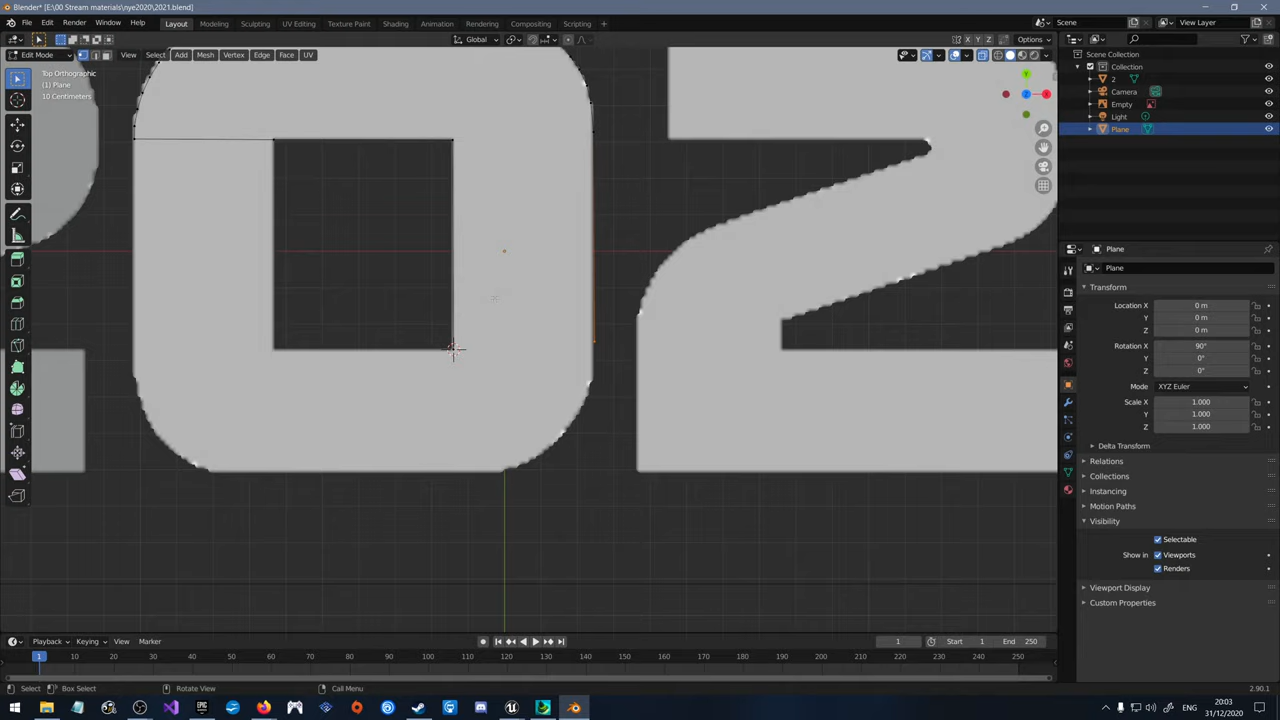 Blender* [E:\00 Stream materials\nye2020\2021.blend]
File Edit Render Window Help Layout Modeling Sculpting UV Editing Texture Paint Shading Animation Rendering Compositing Scripting + Scene View Layer
Global Options
Edit Mode View Select Add Mesh Vertex Edge Face UV X Y Z
Top Orthographic
(1) Plane
10 Centimeters
Y
X
Z
Scene Collection
Collection
2
Camera
Empty
Light
Plane
Plane
Plane
Transform
Location X 0 m
Y 0 m
Z 0 m
Rotation X 90°
Y 0°
Z 0°
Mode XYZ Euler
Scale X 1.000
Y 1.000
Z 1.000
Delta Transform
Relations
Collections
Instancing
Motion Paths
Visibility
Selectable
Show in Viewports
Renders
Viewport Display
Custom Properties
Playback Keying View Marker 1 Start 1 End 250
1 10 20 30 40 50 60 70 80 90 100 110 120 130 140 150 160 170 180 190 200 210 220 230 240 250
Select Box Select Rotate View Call Menu 2.90.1
ENG 20:03
31/12/2020